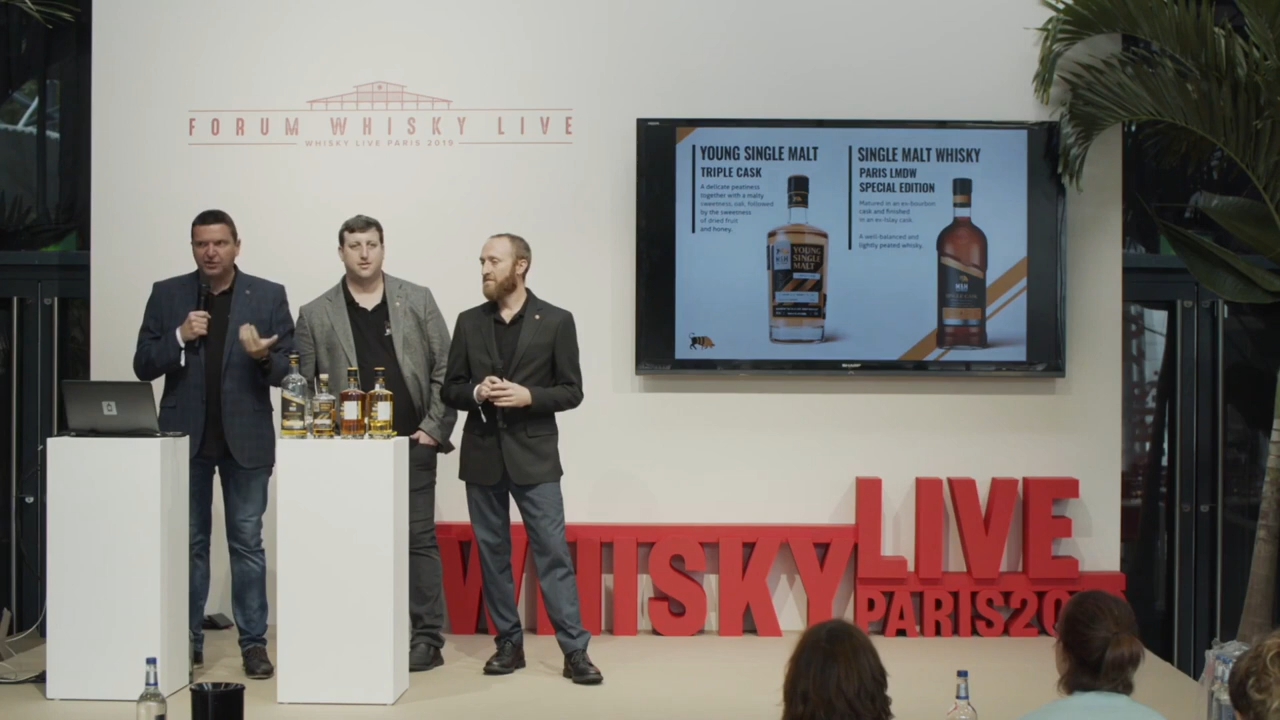 FORUM WHISKY LIVE
WHISKY LIVE PARIS 2019
YOUNG SINGLE MALT
TRIPLE CASK
A delicate peatiness
together with a malty
sweetness, oak, followed
by the sweetness
of dried fruit
and honey.
SINGLE MALT WHISKY
PARIS LMDW
SPECIAL EDITION
Matured in an ex-bourbon
cask and finished
in an ex-Islay cask.
A well-balanced and
lightly peated whisky.
M&H
YOUNG
SINGLE
MALT
M&H
SHARP
WHISKY
LIVE
PARIS20